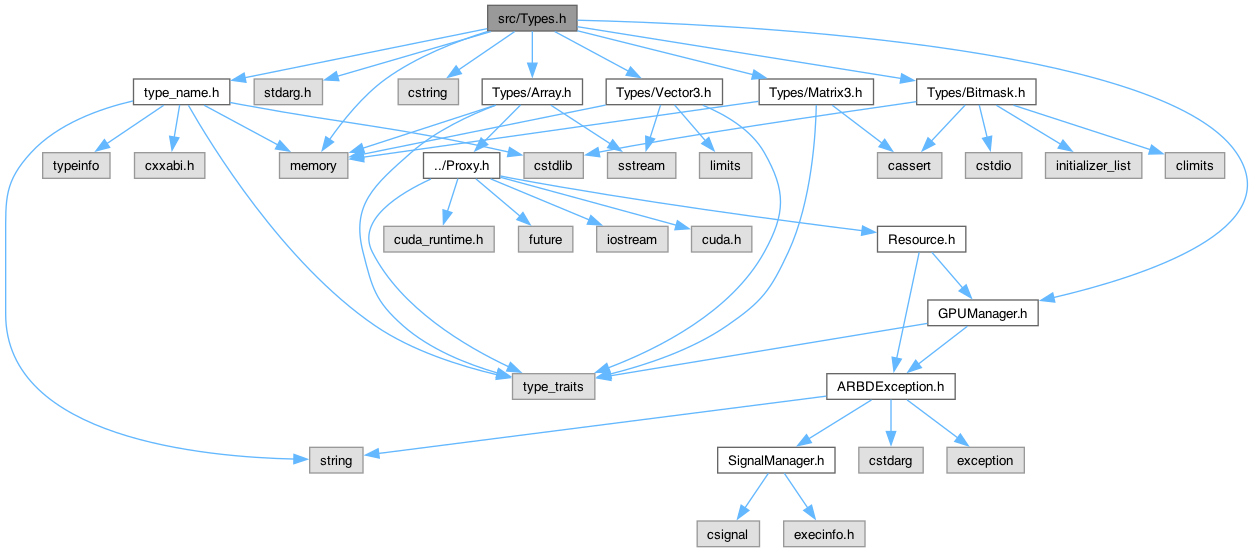 src/Types.h
type_name.h
stdarg.h
cstring
Types/Array.h
Types/Vector3.h
Types/Matrix3.h
Types/Bitmask.h
typeinfo
cxxabi.h
memory
../Proxy.h
cstdlib
sstream
limits
cassert
cstdio
initializer_list
climits
cuda_runtime.h
future
iostream
cuda.h
Resource.h
GPUManager.h
type_traits
ARBDException.h
string
SignalManager.h
cstdarg
exception
csignal
execinfo.h